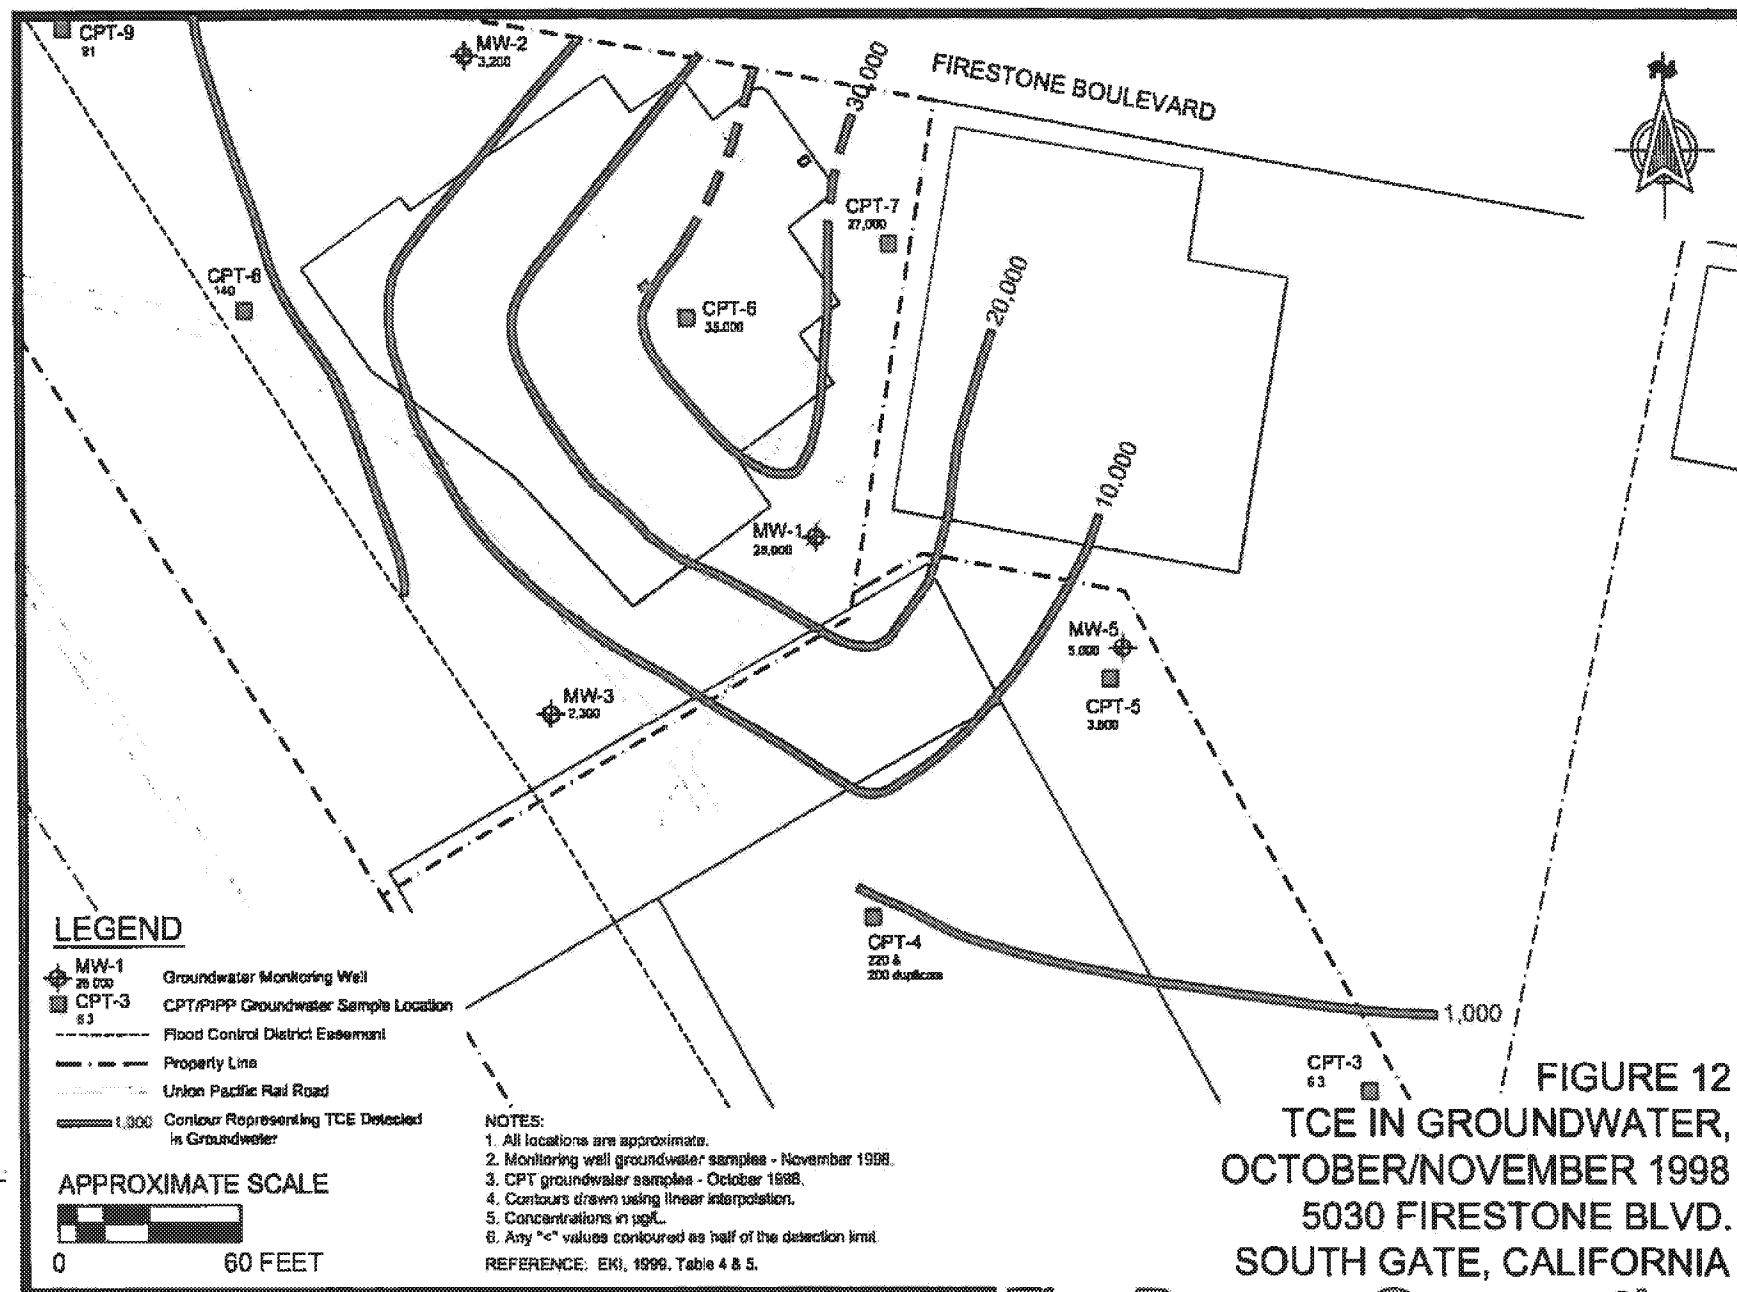 CPT-9
81
MW-2
3,200
30,000
FIRESTONE BOULEVARD
N
CPT-7
27,000
CPT-8
140
20,000
CPT-6
35,000
10,000
MW-1
28,000
MW-5
5,000
MW-3
2,300
CPT-5
CPT-4
220 &
200 duplicate
1,000
CPT-3
LEGEND
MW-1
Groundwater Monitoring Well
CPT-3
CPT/PIPP Groundwater Sample Location
Flood Control District Easement
Property Line
Union Pacific Rail Road
1,000 Contour Representing TCE Detected
in Groundwater
APPROXIMATE SCALE
0 60 FEET
NOTES:
1. All locations are approximate.
2. Monitoring well groundwater samples - November 1998.
3. CPT groundwater samples - October 1998.
4. Contours drawn using linear interpolation.
5. Concentrations in µg/L.
6. Any "<" values contoured as half of the detection limit.
REFERENCE: EKI, 1999. Table 4 & 5.
FIGURE 12
TCE IN GROUNDWATER,
OCTOBER/NOVEMBER 1998
5030 FIRESTONE BLVD.
SOUTH GATE, CALIFORNIA